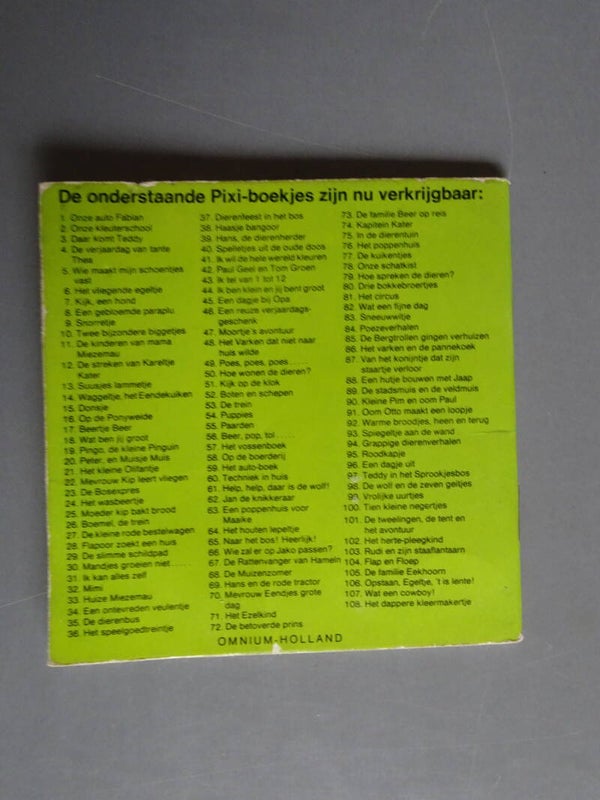 De onderstaande Pixi-boekjes zijn nu verkrijgbaar:
1. Onze auto Fabian
2. Onze kleuterschool
3. Daar komt Teddy
4. De verjaardag van tante
Thea
5. Wie maakt mijn schoentjes
vast
6. Het vliegende egeltje
7. Kijk, een hond
8. Een gebloemde paraplu
9. Snorretje
10. Twee bijzondere biggetjes
11. De kinderen van mama
Miezemau
12. De streken van Kareltje
Kater
13. Suusjes lammetje
14. Waggeltje, het Eendekuiken
15. Donsje
16. Op de Ponyweide
17. Beertje Beer
18. Wat ben jij groot
19. Pingo, de kleine Pinguin
20. Peter, en Muisje Muis
21. Het kleine Olifantje
22. Mevrouw Kip leert vliegen
23. De Bosexpres
24. Het wasbeertje
25. Moeder kip bakt brood
26. Boemel, de trein
27. De kleine rode bestelwagen
28. Flapoor zoekt een huis
29. De slimme schildpad
30. Mandjes groeien niet .....
31. Ik kan alles zelf
32. Mimi
33. Huize Miezemau
34. Een ontevreden veulentje
35. De dierenbus
36. Het speelgoedtreintje
37. Dierenfeest in het bos
38. Haasje bangoor
39. Hans, de dierenherder
40. Spelletjes uit de oude doos
41. Ik wil de hele wereld kleuren
42. Paul Geel en Tom Groen
43. Ik tel van 1 tot 12
44. Ik ben klein en jij bent groot
45. Een dagje bij Opa
46. Een reuze verjaardags-
geschenk
47. Moortje's avontuur
48. Het Varken dat niet naar
huis wilde
49. Poes, poes, poes .....
50. Hoe wonen de dieren?
51. Kijk op de klok
52. Boten en schepen
53. De trein
54. Puppies
55. Paarden
56. Beer, pop, tol .....
57. Het vossenboek
58. Op de boerderij
59. Het auto-boek
60. Techniek in huis
61. Help, help, daar is de wolf!
62. Jan de knikkeraar
63. Een poppenhuis voor
Maaike
64. Het houten lepeltje
65. Naar het bos! Heerlijk!
66. Wie zal er op Jako passen?
67. De Rattenvanger van Hameln
68. De Muizenzomer
69. Hans en de rode tractor
70. Mevrouw Eendjes grote
dag
71. Het Ezelkind
72. De betoverde prins
73. De familie Beer op reis
74. Kapitein Kater
75. In de dierentuin
76. Het poppenhuis
77. De kuikentjes
78. Onze schatkist
79. Hoe spreken de dieren?
80. Drie bokkebroertjes
81. Het circus
82. Wat een fijne dag
83. Sneeuwwitje
84. Poezeverhalen
85. De Bergtrollen gingen verhuizen
86. Het varken en de pannekoek
87. Van het konijntje dat zijn
staartje verloor
88. Een hutje bouwen met Jaap
89. De stadsmuis en de veldmuis
90. Kleine Pim en oom Paul
91. Oom Otto maakt een loopje
92. Warme broodjes, heen en terug
93. Spiegeltje aan de wand
94. Grappige dierenverhalen
95. Roodkapje
96. Een dagje uit
97. Teddy in het Sprookjesbos
98. De wolf en de zeven geitjes
99. Vrolijke uurtjes
100. Tien kleine negertjes
101. De tweelingen, de tent en
het avontuur
102. Het herte-pleegkind
103. Rudi en zijn staaflantaarn
104. Flap en Floep
105. De familie Eekhoorn
106. Opstaan, Egeltje, 't is lente!
107. Wat een cowboy!
108. Het dappere kleermakertje
OMNIUM-HOLLAND